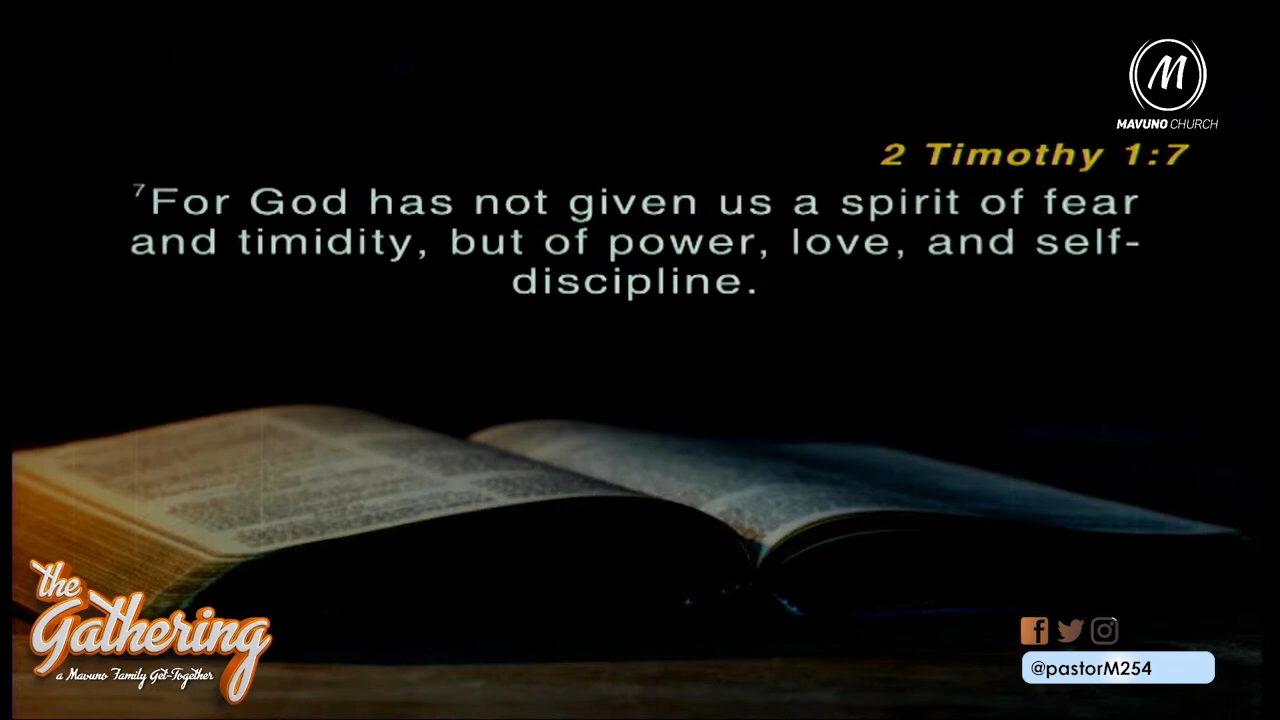 M
MAVUNO CHURCH
2 Timothy 1:7
7For God has not given us a spirit of fear
and timidity, but of power, love, and self-
discipline.
the
Gathering
a Mavuno Family Get-Together
@pastorM254